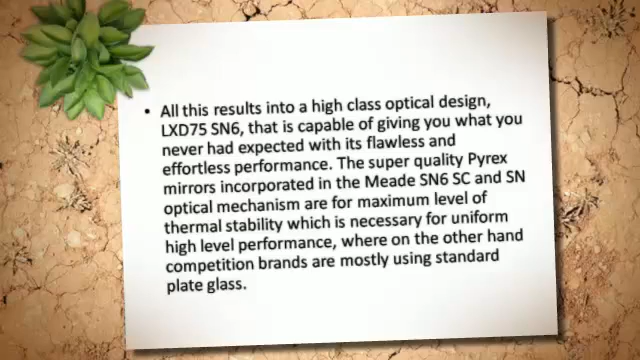 • All this results into a high class optical design,
LXD75 SN6, that is capable of giving you what you
never had expected with its flawless and
effortless performance. The super quality Pyrex
mirrors incorporated in the Meade SN6 SC and SN
optical mechanism are for maximum level of
thermal stability which is necessary for uniform
high level performance, where on the other hand
competition brands are mostly using standard
plate glass.